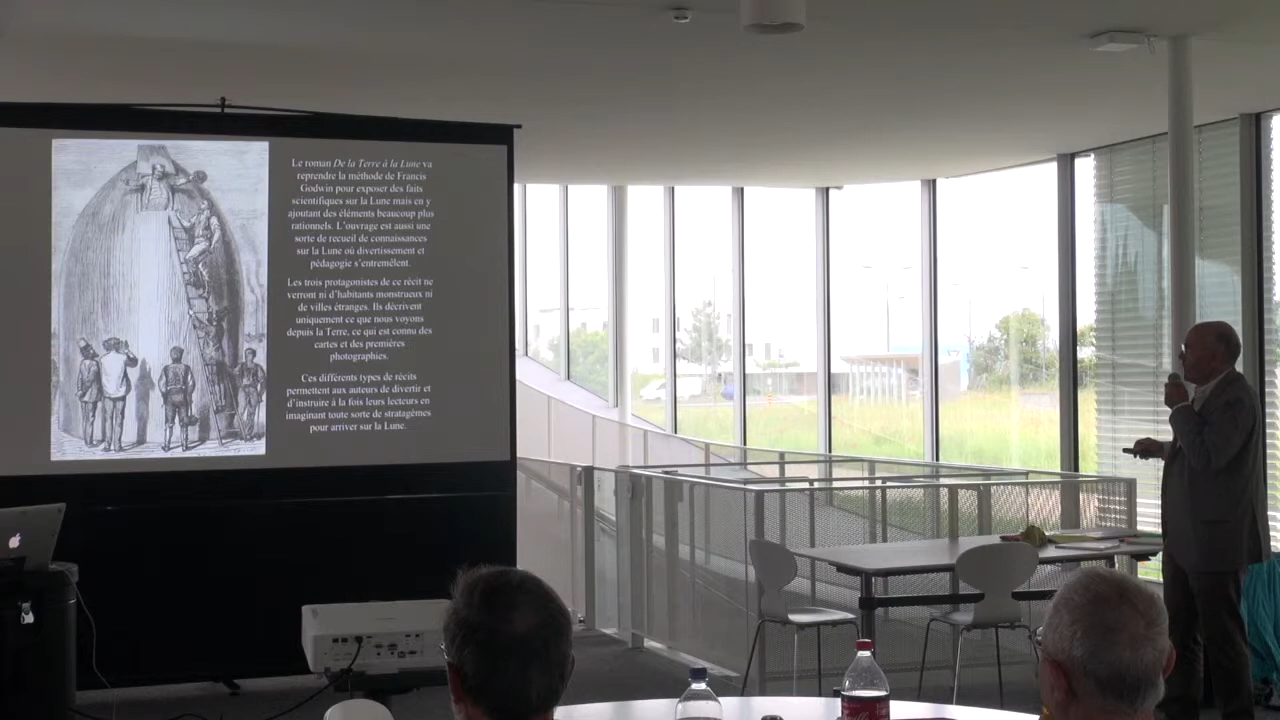 Le roman De la Terre à la Lune va
reprendre la méthode de Francis
Godwin pour exposer des faits
scientifiques sur la Lune mais en y
ajoutant des éléments beaucoup plus
rationnels. L'ouvrage est aussi une
sorte de recueil de connaissances
sur la Lune où divertissement et
pédagogie s'entremêlent.
Les trois protagonistes de ce récit ne
verront ni d'habitants monstrueux ni
de villes étranges. Ils décrivent
uniquement ce que nous voyons
depuis la Terre, ce qui est connu des
cartes et des premières
photographies.
Ces différents types de récits
permettent aux auteurs de divertir et
d'instruire à la fois leurs lecteurs en
imaginant toute sorte de stratagèmes
pour arriver sur la Lune.